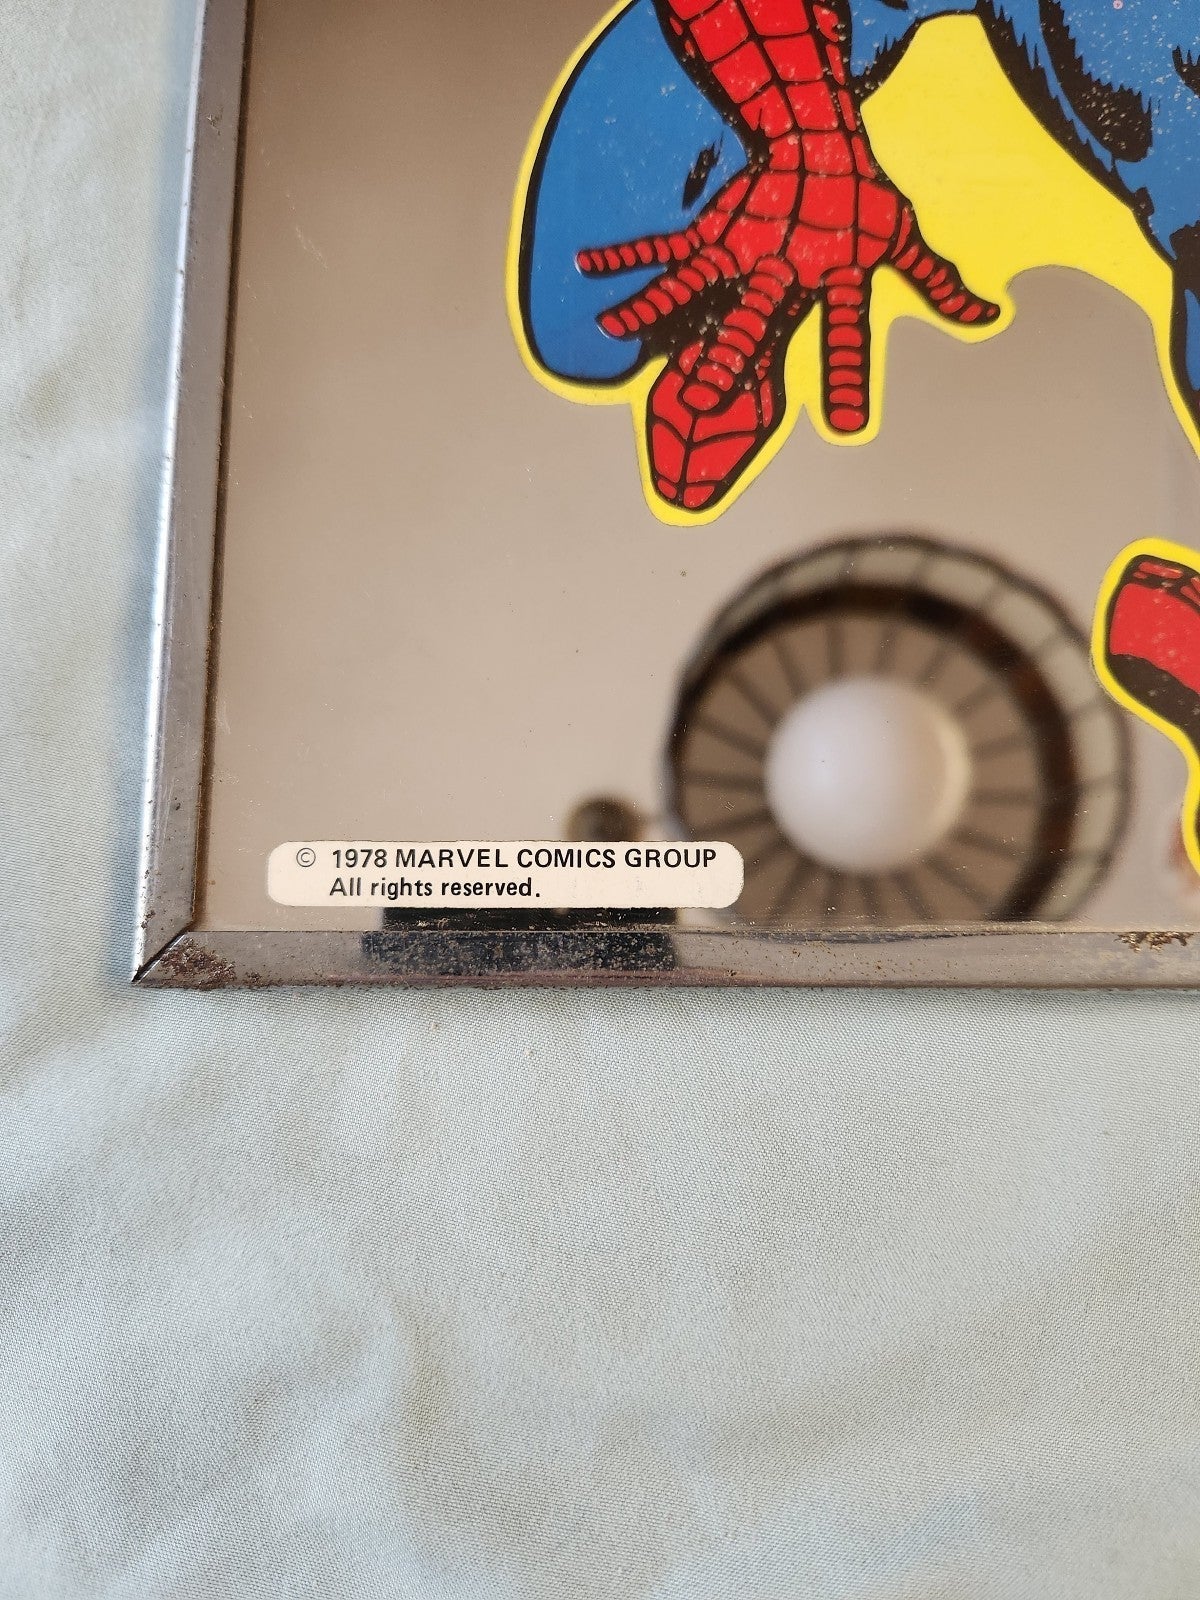 © 1978 MARVEL COMICS GROUP
All rights reserved.